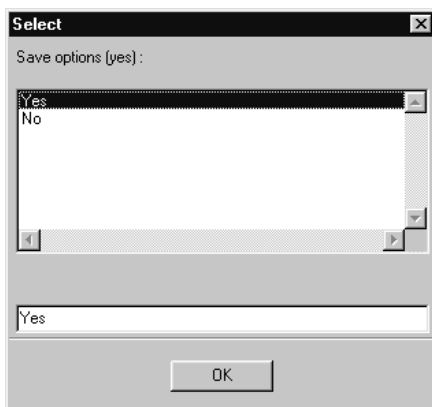 Select
Save options (yes) :
Yes
No
Yes
OK